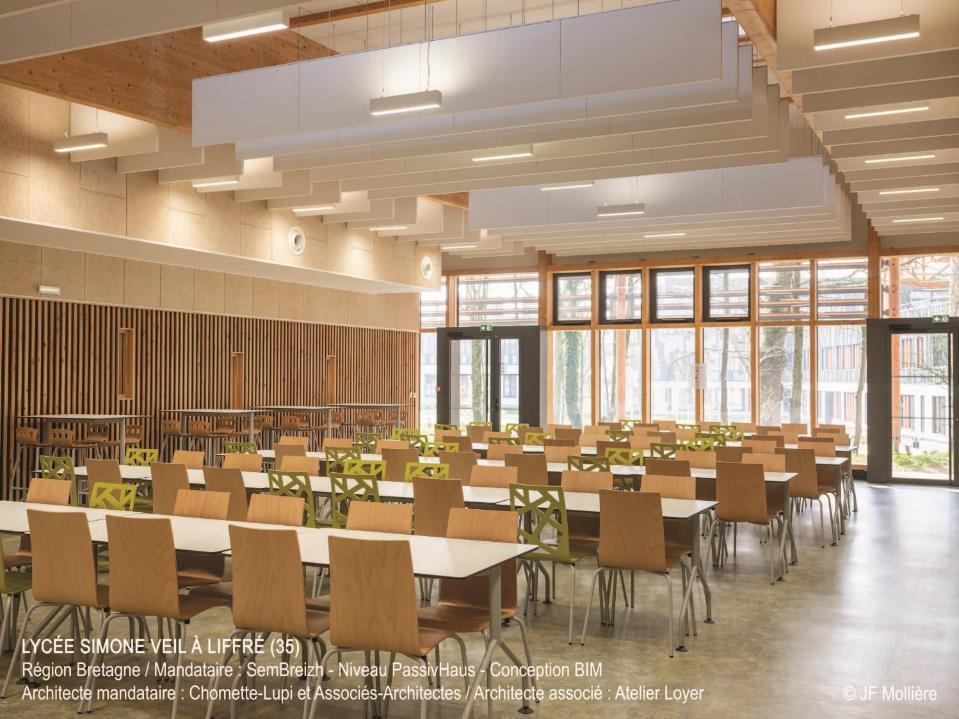 LYCÉE SIMONE VEIL À LIFFRÉ (35)
Région Bretagne / Mandataire : SemBreizh - Niveau PassivHaus - Conception BIM
Architecte mandataire : Chomette-Lupi et Associés-Architectes / Architecte associé : Atelier Loyer © JF Mollière